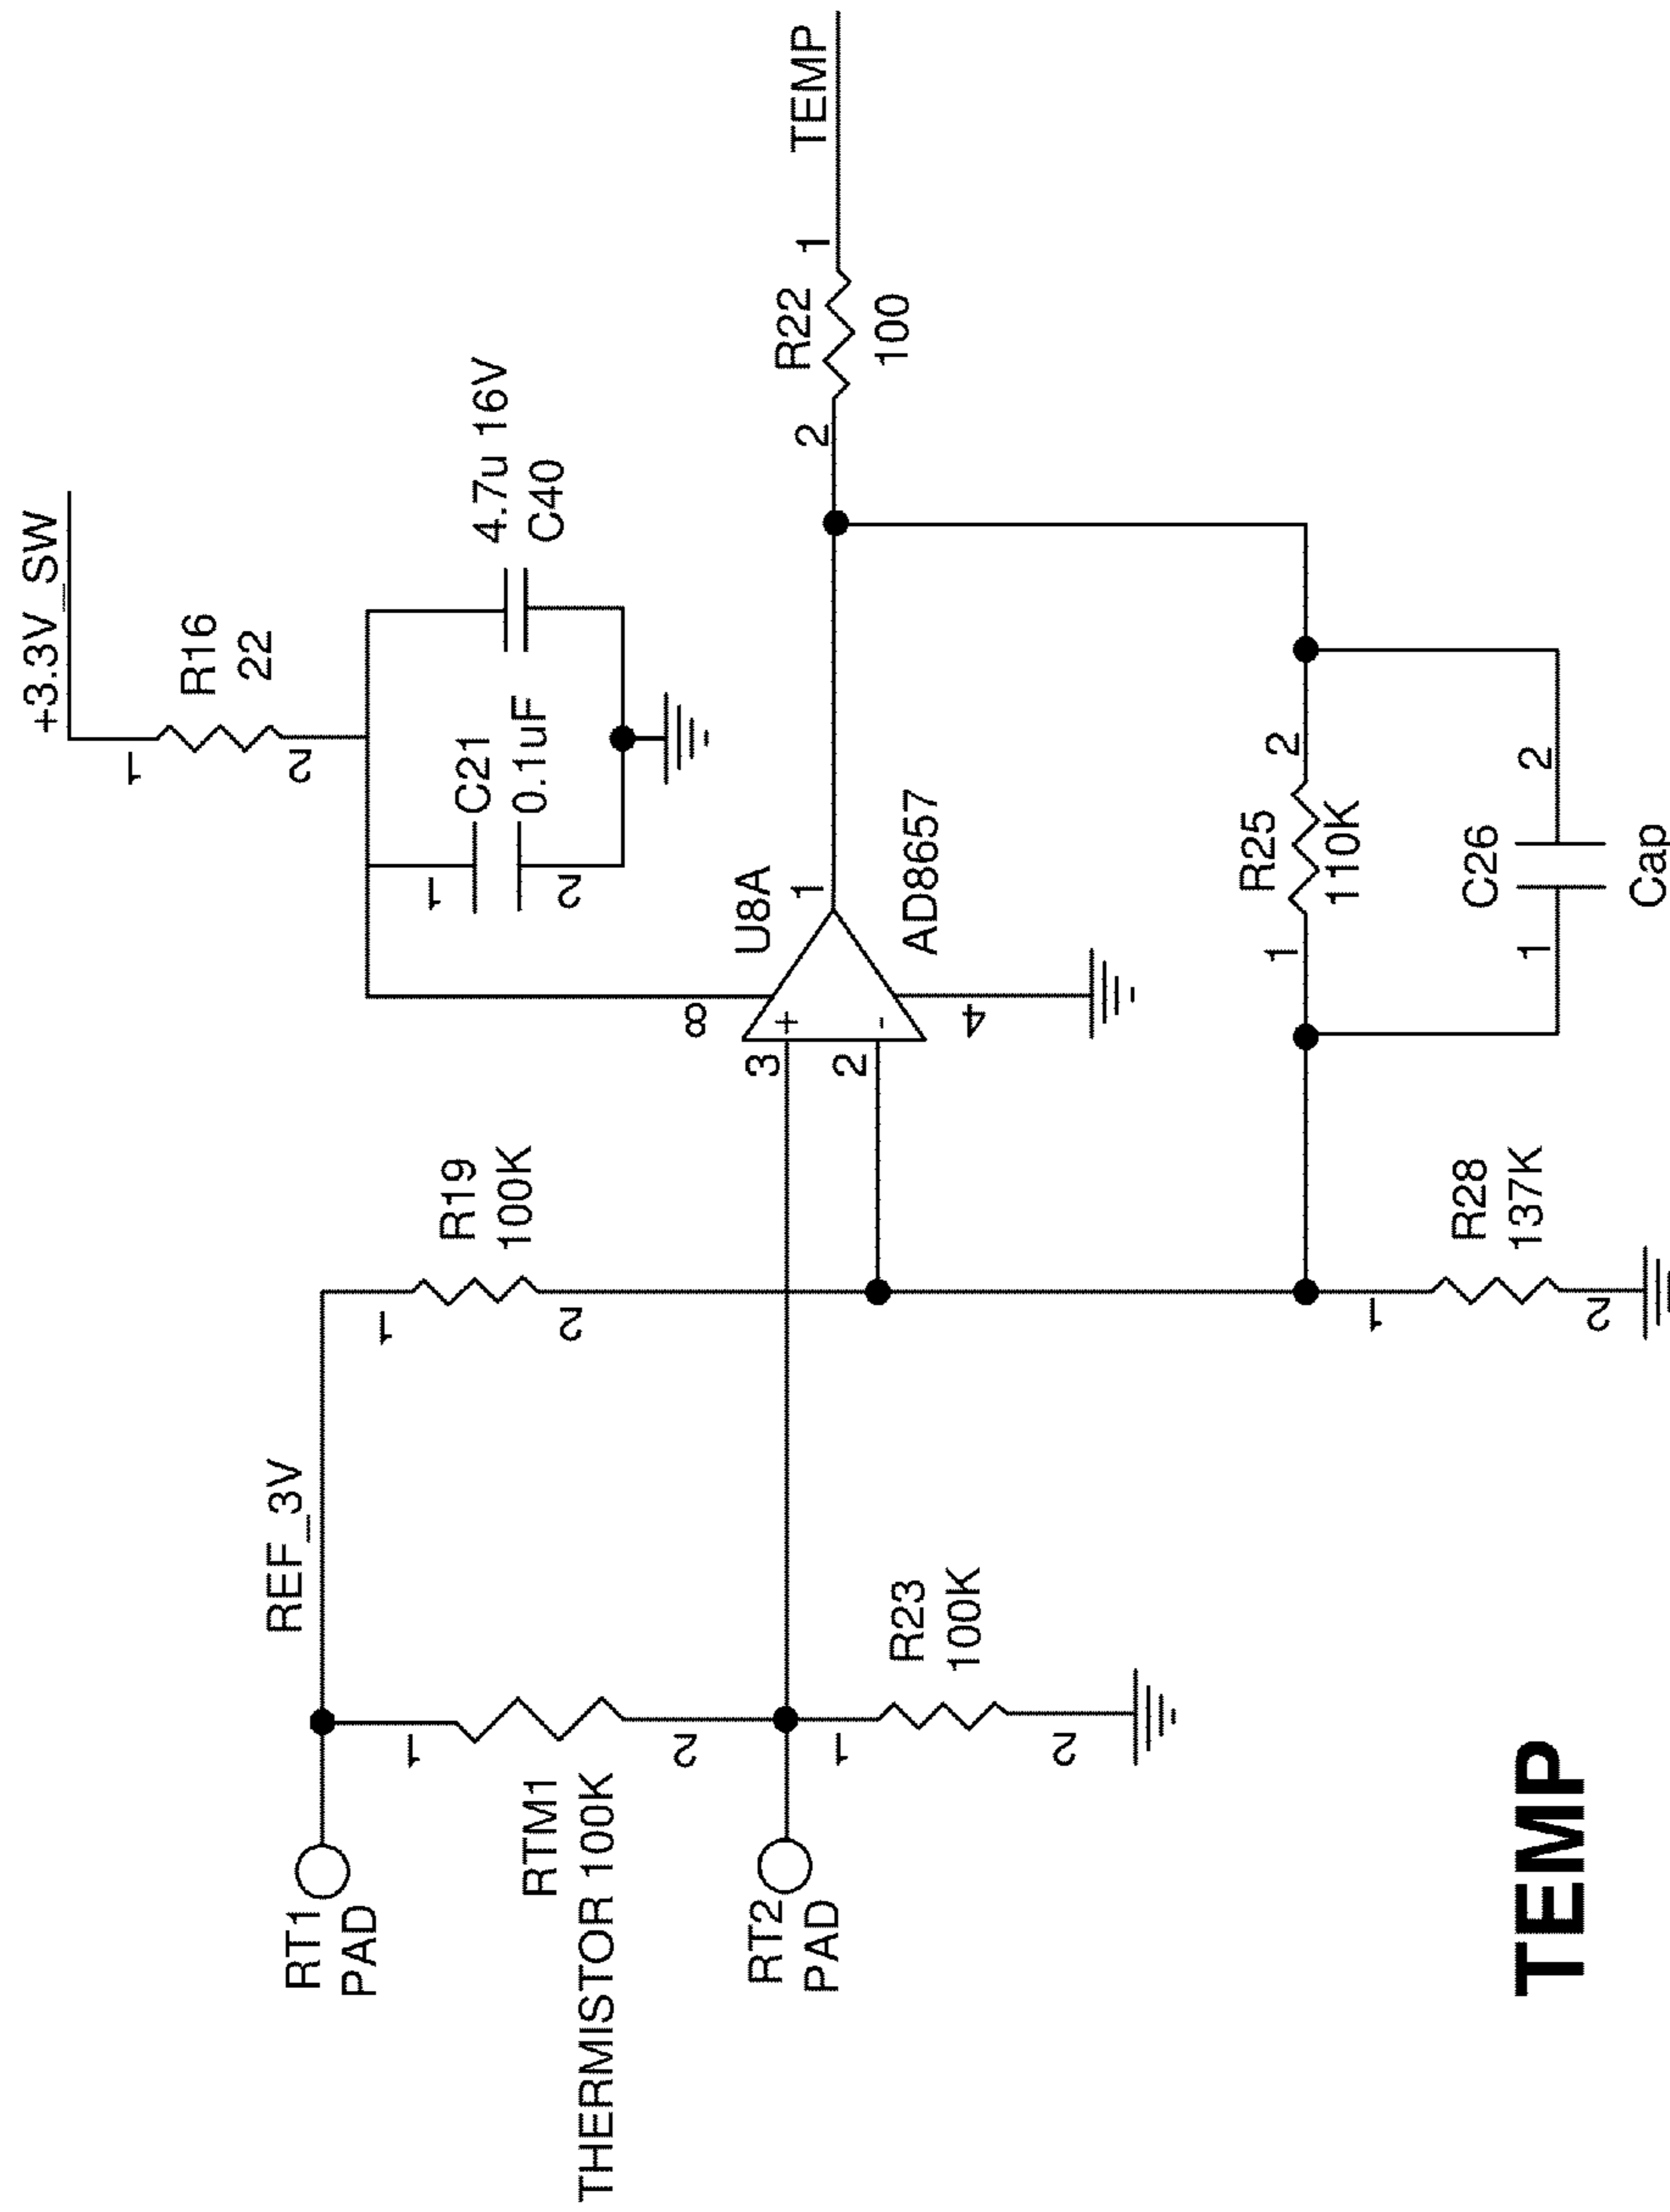 +3.3V_SW
1
R16
22
2
C21
0.1uF
1
2
4.7u 16V
C40
REF_3V
RT1
PAD
1
RTM1
THERMISTOR 100K
2
RT2
PAD
1
R23
100K
2
1
R19
100K
2
3
2
8
4
+
-
U8A
1
AD8657
2
R22
100
1
TEMP
1
R25
110K
2
1
C26
2
Cap
1
R28
137K
2
TEMP